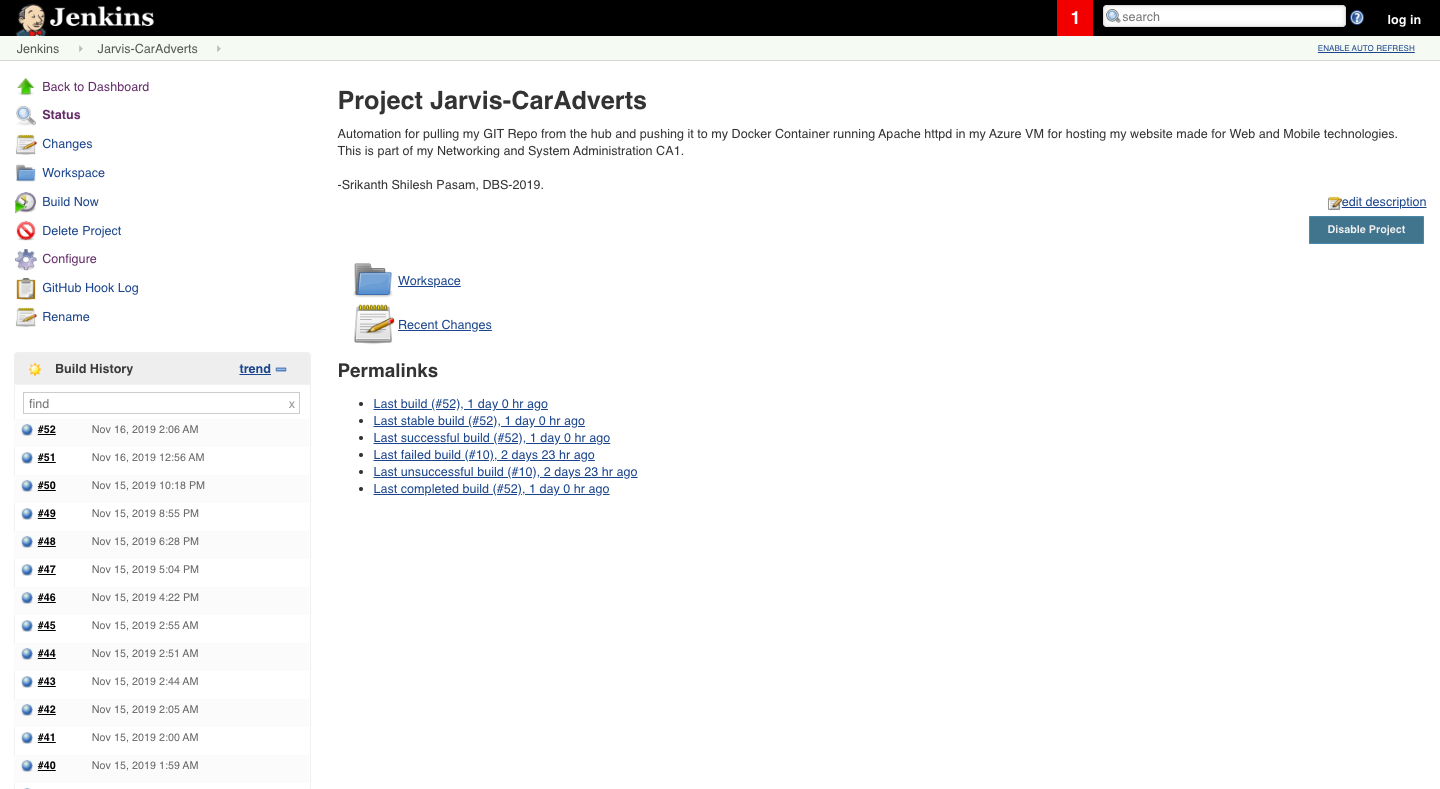 Jenkins
1
search
?
log in
Jenkins
Jarvis-CarAdverts
ENABLE AUTO REFRESH
Back to Dashboard
Status
Changes
Workspace
Build Now
Delete Project
Configure
GitHub Hook Log
Rename
Build History
trend
find
x
#52 Nov 16, 2019 2:06 AM
#51 Nov 16, 2019 12:56 AM
#50 Nov 15, 2019 10:18 PM
#49 Nov 15, 2019 8:55 PM
#48 Nov 15, 2019 6:28 PM
#47 Nov 15, 2019 5:04 PM
#46 Nov 15, 2019 4:22 PM
#45 Nov 15, 2019 2:55 AM
#44 Nov 15, 2019 2:51 AM
#43 Nov 15, 2019 2:44 AM
#42 Nov 15, 2019 2:05 AM
#41 Nov 15, 2019 2:00 AM
#40 Nov 15, 2019 1:59 AM
Project Jarvis-CarAdverts
Automation for pulling my GIT Repo from the hub and pushing it to my Docker Container running Apache httpd in my Azure VM for hosting my website made for Web and Mobile technologies.
This is part of my Networking and System Administration CA1.
-Srikanth Shilesh Pasam, DBS-2019.
edit description
Disable Project
Workspace
Recent Changes
Permalinks
Last build (#52), 1 day 0 hr ago
Last stable build (#52), 1 day 0 hr ago
Last successful build (#52), 1 day 0 hr ago
Last failed build (#10), 2 days 23 hr ago
Last unsuccessful build (#10), 2 days 23 hr ago
Last completed build (#52), 1 day 0 hr ago